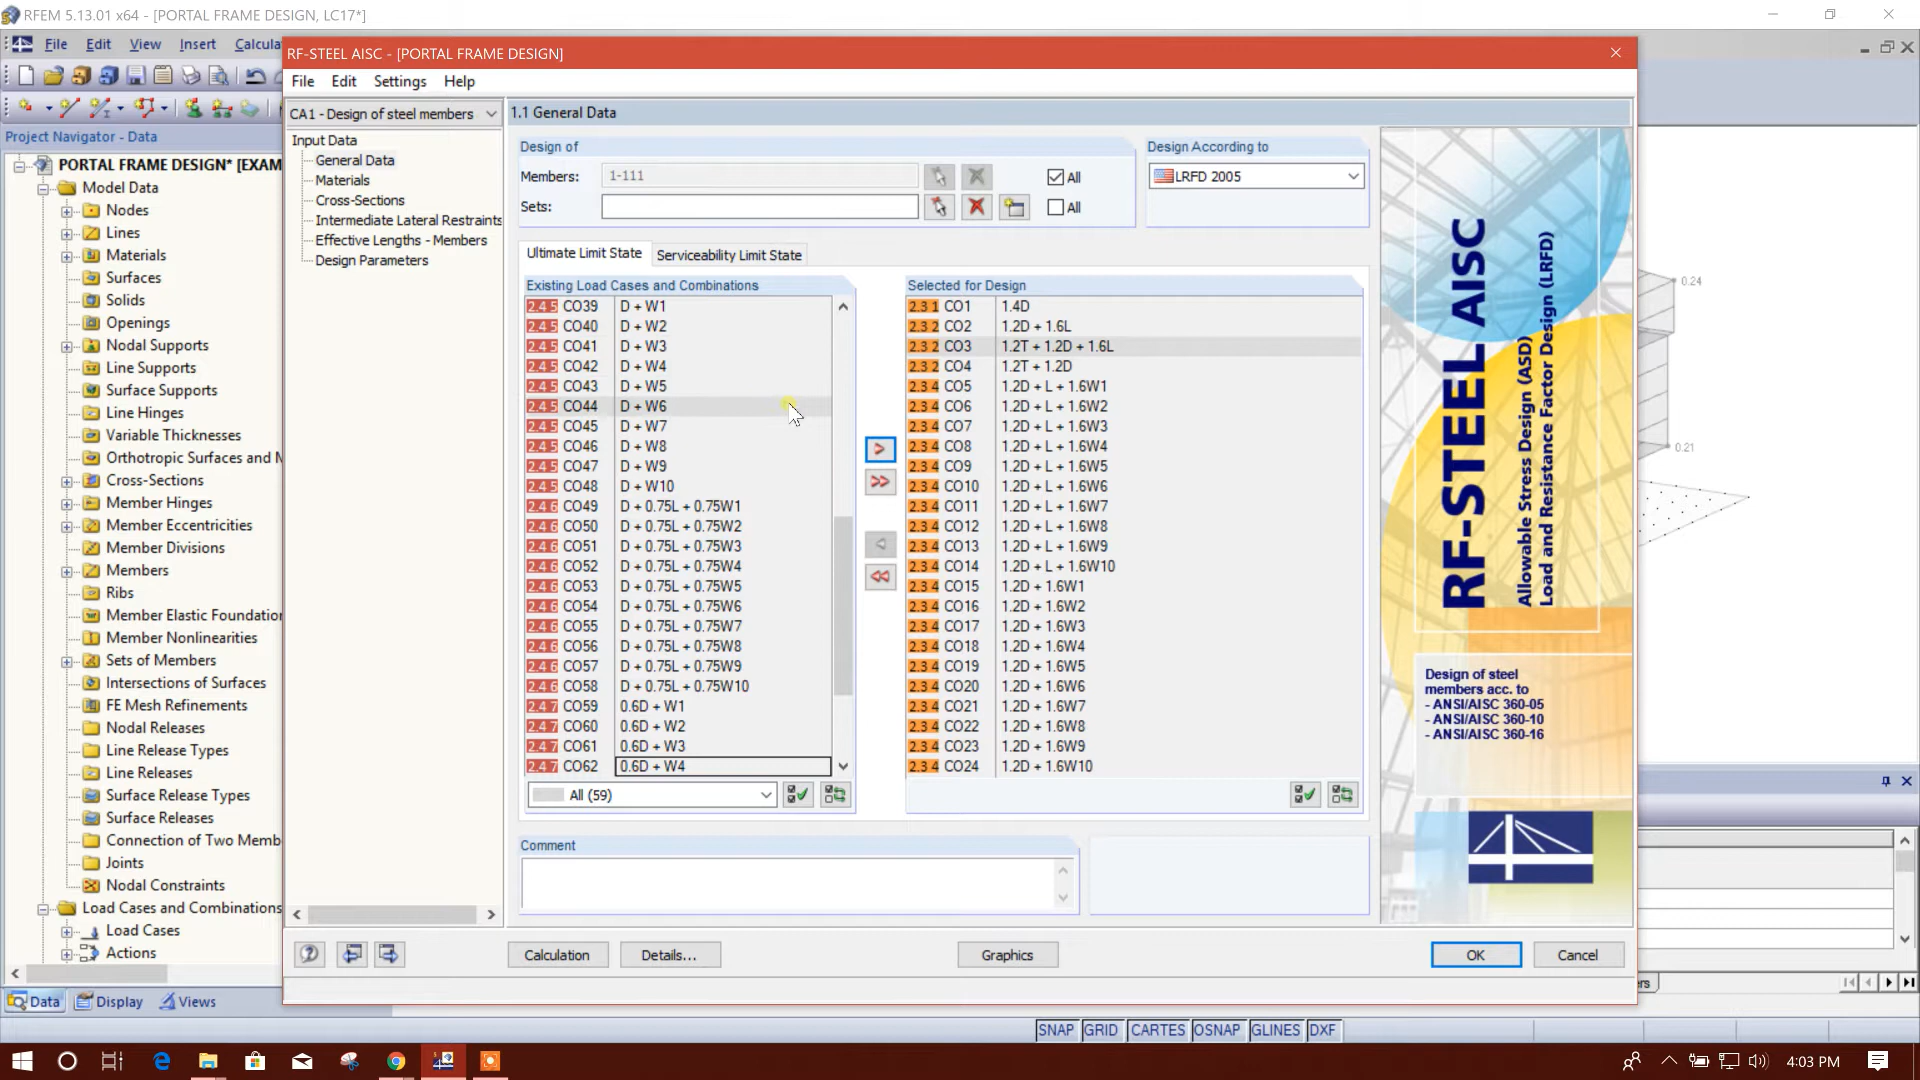 RFEM 5.13.01 x64 - [PORTAL FRAME DESIGN, LC17*]
File Edit View Insert Calcula
Project Navigator - Data
PORTAL FRAME DESIGN* [EXAM
Model Data
Nodes
Lines
Materials
Surfaces
Solids
Openings
Nodal Supports
Line Supports
Surface Supports
Line Hinges
Variable Thicknesses
Orthotropic Surfaces and M
Cross-Sections
Member Hinges
Member Eccentricities
Member Divisions
Members
Ribs
Member Elastic Foundation
Member Nonlinearities
Sets of Members
Intersections of Surfaces
FE Mesh Refinements
Nodal Releases
Line Release Types
Line Releases
Surface Release Types
Surface Releases
Connection of Two Memb
Joints
Nodal Constraints
Load Cases and Combinations
Load Cases
Actions
Data Display Views
RF-STEEL AISC - [PORTAL FRAME DESIGN]
File Edit Settings Help
CA1 - Design of steel members
Input Data
General Data
Materials
Cross-Sections
Intermediate Lateral Restraints
Effective Lengths - Members
Design Parameters
1.1 General Data
Design of
Members: 1-111 All
Sets: All
Design According to
LRFD 2005
Ultimate Limit State Serviceability Limit State
Existing Load Cases and Combinations
2.4 5 CO39 D + W1
2.4 5 CO40 D + W2
2.4 5 CO41 D + W3
2.4 5 CO42 D + W4
2.4 5 CO43 D + W5
2.4 5 CO44 D + W6
2.4 5 CO45 D + W7
2.4 5 CO46 D + W8
2.4 5 CO47 D + W9
2.4 5 CO48 D + W10
2.4 6 CO49 D + 0.75L + 0.75W1
2.4 6 CO50 D + 0.75L + 0.75W2
2.4 6 CO51 D + 0.75L + 0.75W3
2.4 6 CO52 D + 0.75L + 0.75W4
2.4 6 CO53 D + 0.75L + 0.75W5
2.4 6 CO54 D + 0.75L + 0.75W6
2.4 6 CO55 D + 0.75L + 0.75W7
2.4 6 CO56 D + 0.75L + 0.75W8
2.4 6 CO57 D + 0.75L + 0.75W9
2.4 6 CO58 D + 0.75L + 0.75W10
2.4 7 CO59 0.6D + W1
2.4 7 CO60 0.6D + W2
2.4 7 CO61 0.6D + W3
2.4 7 CO62 0.6D + W4
All (59)
Selected for Design
2.3 1 CO1 1.4D
2.3 2 CO2 1.2D + 1.6L
2.3 2 CO3 1.2T + 1.2D + 1.6L
2.3 2 CO4 1.2T + 1.2D
2.3 4 CO5 1.2D + L + 1.6W1
2.3 4 CO6 1.2D + L + 1.6W2
2.3 4 CO7 1.2D + L + 1.6W3
2.3 4 CO8 1.2D + L + 1.6W4
2.3 4 CO9 1.2D + L + 1.6W5
2.3 4 CO10 1.2D + L + 1.6W6
2.3 4 CO11 1.2D + L + 1.6W7
2.3 4 CO12 1.2D + L + 1.6W8
2.3 4 CO13 1.2D + L + 1.6W9
2.3 4 CO14 1.2D + L + 1.6W10
2.3 4 CO15 1.2D + 1.6W1
2.3 4 CO16 1.2D + 1.6W2
2.3 4 CO17 1.2D + 1.6W3
2.3 4 CO18 1.2D + 1.6W4
2.3 4 CO19 1.2D + 1.6W5
2.3 4 CO20 1.2D + 1.6W6
2.3 4 CO21 1.2D + 1.6W7
2.3 4 CO22 1.2D + 1.6W8
2.3 4 CO23 1.2D + 1.6W9
2.3 4 CO24 1.2D + 1.6W10
Comment
RF-STEEL AISC
Allowable Stress Design (ASD)
Load and Resistance Factor Design (LRFD)
Design of steel
members acc. to
- ANSI/AISC 360-05
- ANSI/AISC 360-10
- ANSI/AISC 360-16
Calculation Details... Graphics OK Cancel
0.24
0.21
rs
SNAP GRID CARTES OSNAP GLINES DXF
4:03 PM